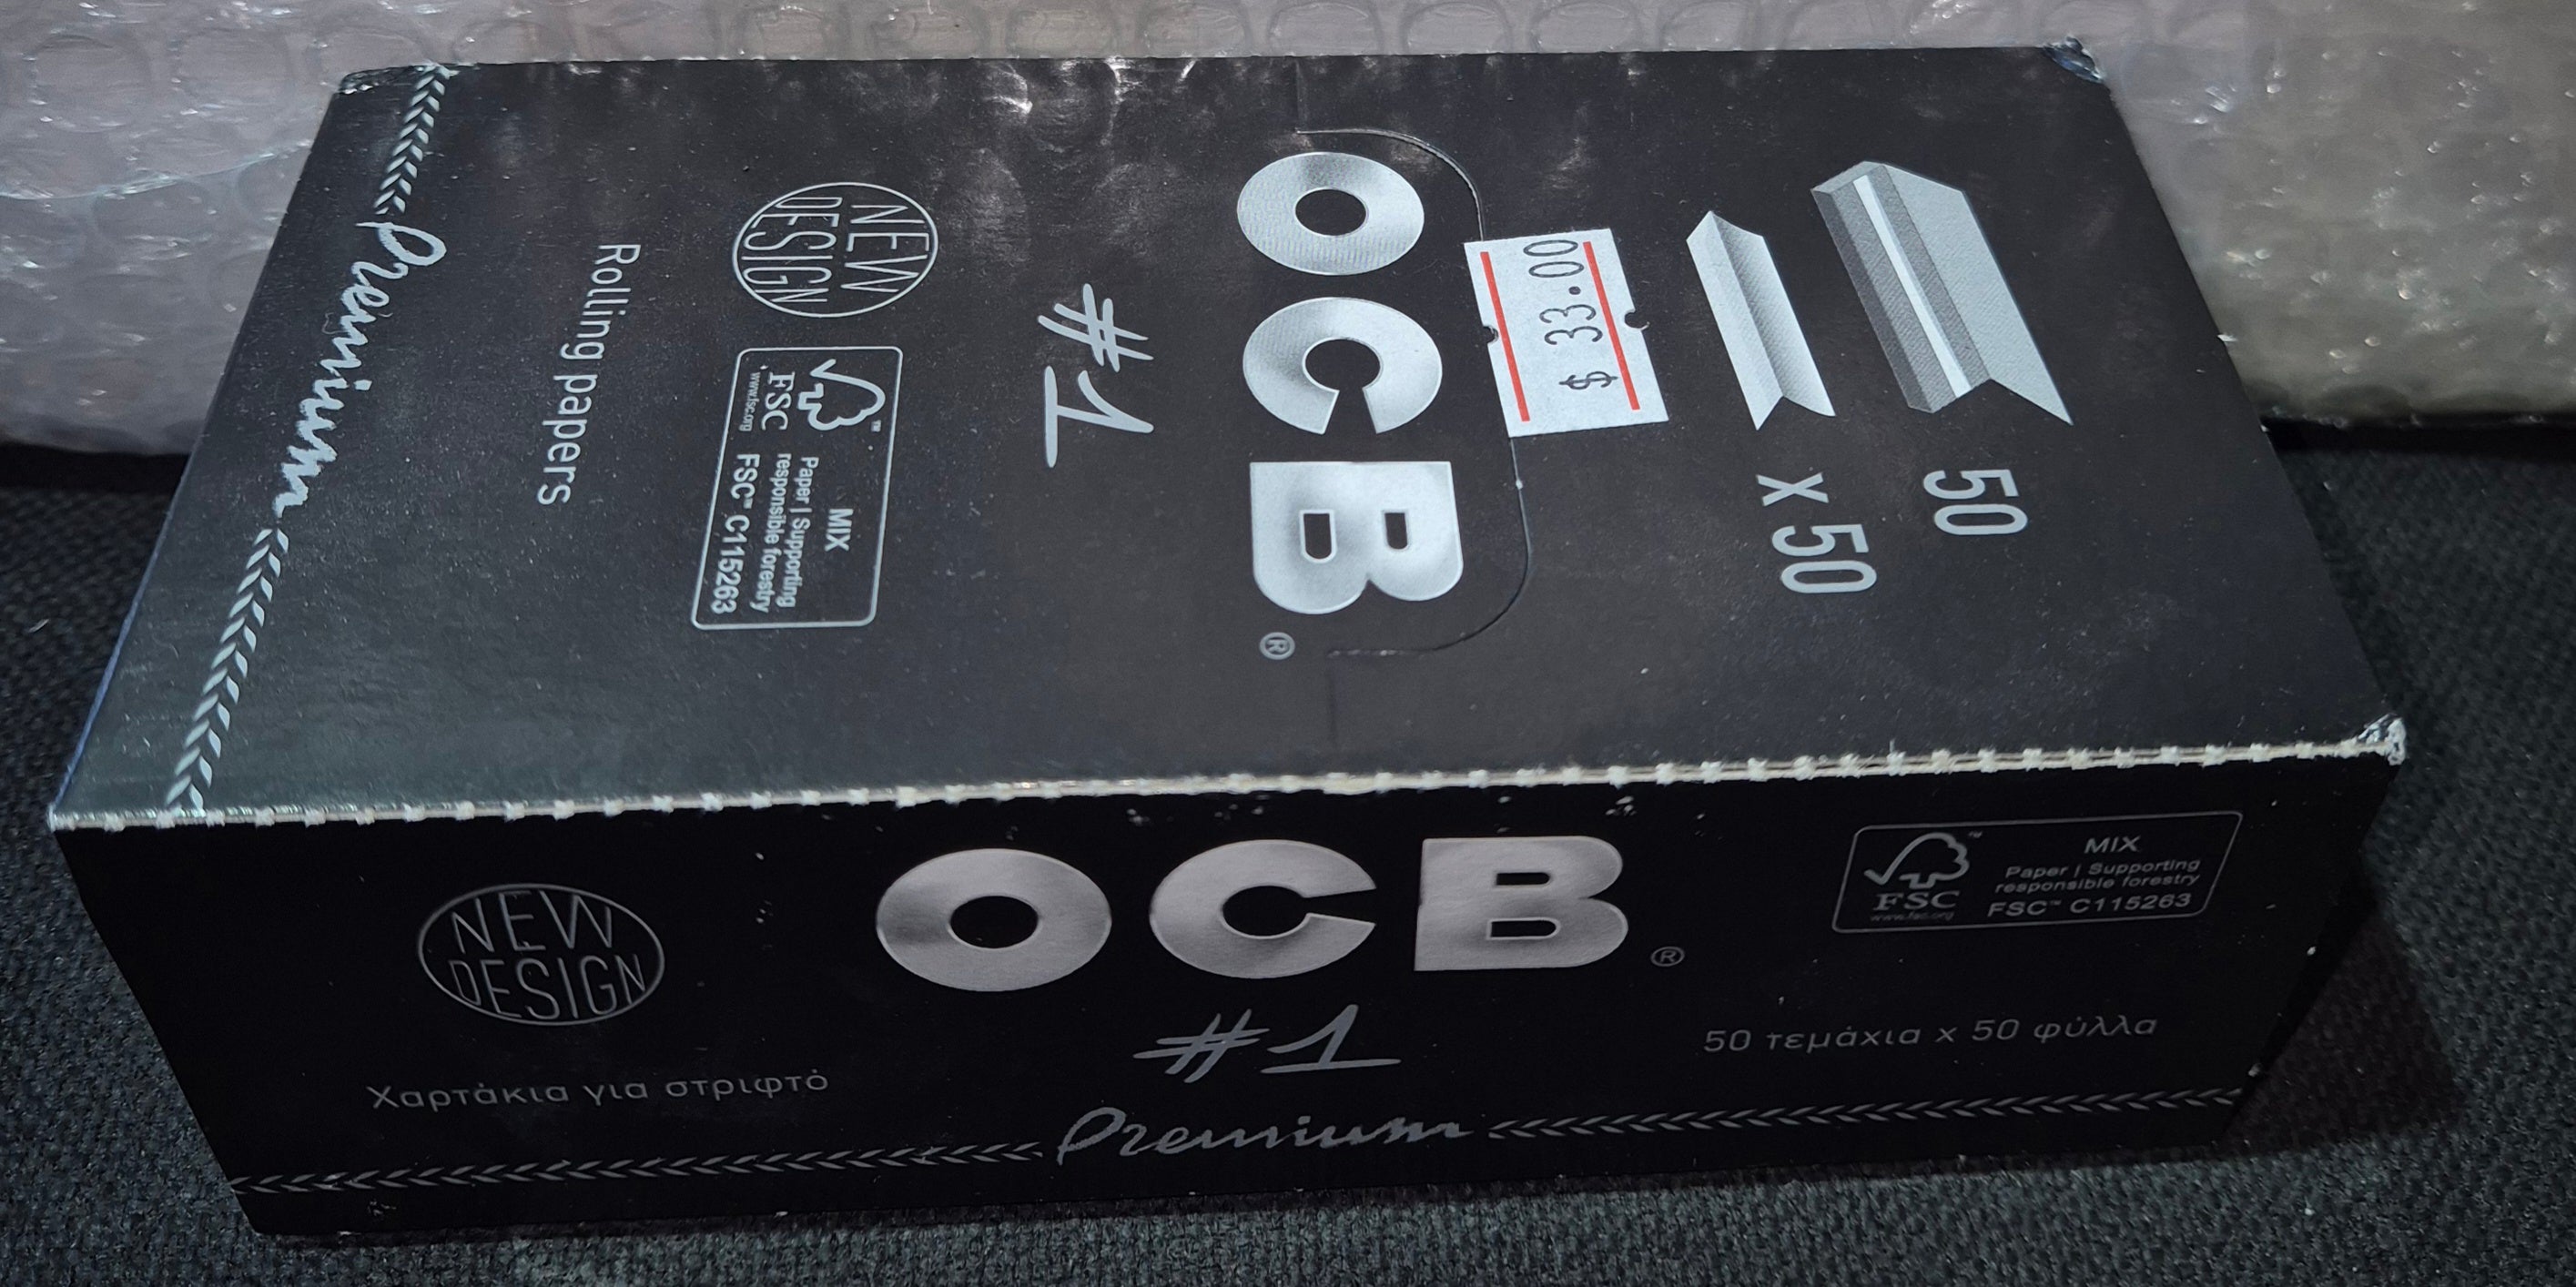 Premium
Rolling papers
NEW
DESIGN
FSC™
www.fsc.org
MIX
Paper | Supporting
responsible forestry
FSC™ C115263
#1
OCB®
$ 33.00
50
x 50
NEW
DESIGN
OCB®
#1
Premium
Χαρτάκια για στριφτό
FSC™
www.fsc.org
MIX
Paper | Supporting
responsible forestry
FSC™ C115263
50 τεμάχια x 50 φύλλα